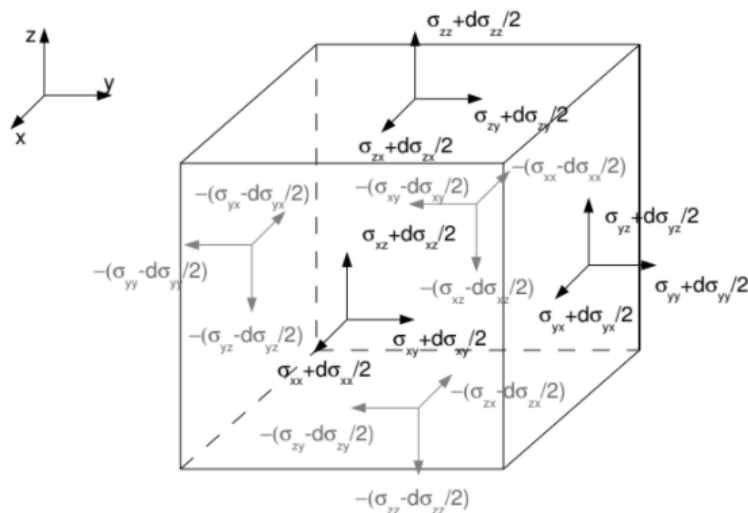 σzz+dσzz/2
z
y
x
σzy+dσzy/2
σzx+dσzx/2
–(σxx-dσxx/2)
–(σxy-dσxy/2)
–(σyx-dσyx/2)
σyz+dσyz/2
σxz+dσxz/2
–(σyy-dσyy/2)
–(σxz-dσxz/2)
σyy+dσyy/2
σyx+dσyx/2
–(σyz-dσyz/2)
σxy+dσxy/2
σxx+dσxx/2
–(σzx-dσzx/2)
–(σzy-dσzy/2)
–(σzz-dσzz/2)